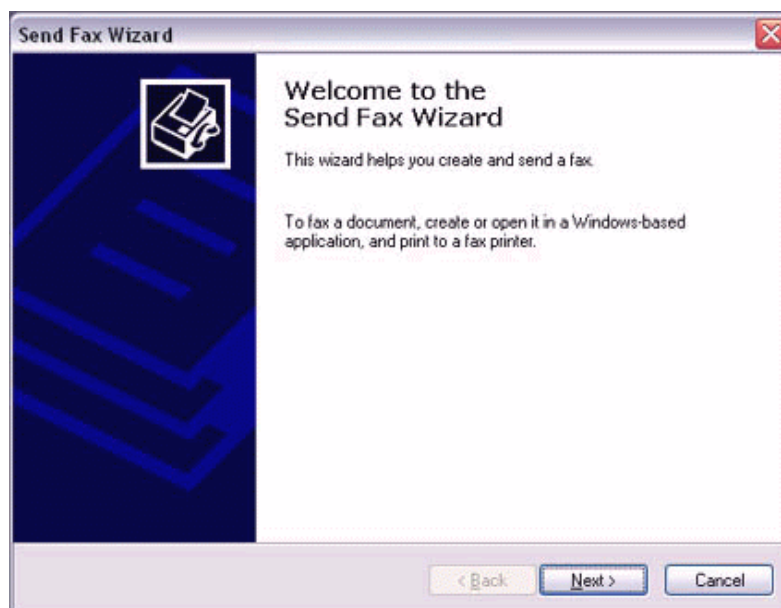 Send Fax Wizard
Welcome to the
Send Fax Wizard
This wizard helps you create and send a fax.
To fax a document, create or open it in a Windows-based
application, and print to a fax printer.
< Back
Next >
Cancel